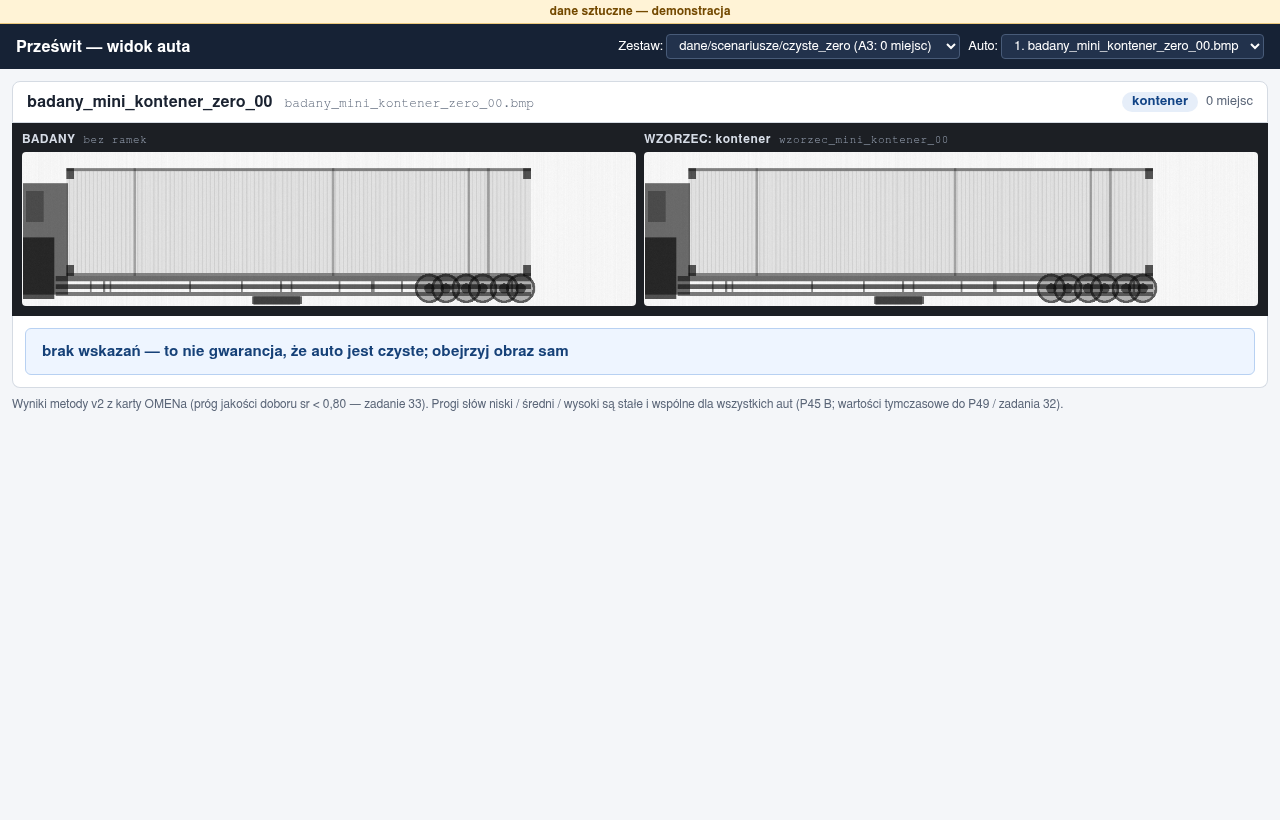 dane sztuczne — demonstracja
Prześwit — widok auta
Zestaw: dane/scenariusze/czyste_zero (A3: 0 miejsc) Auto: 1. badany_mini_kontener_zero_00.bmp
badany_mini_kontener_zero_00 badany_mini_kontener_zero_00.bmp kontener 0 miejsc
BADANY bez ramek WZORZEC: kontener wzorzec_mini_kontener_00
brak wskazań — to nie gwarancja, że auto jest czyste; obejrzyj obraz sam
Wyniki metody v2 z karty OMENa (próg jakości doboru sr < 0,80 — zadanie 33). Progi słów niski / średni / wysoki są stałe i wspólne dla wszystkich aut (P45 B; wartości tymczasowe do P49 / zadania 32).